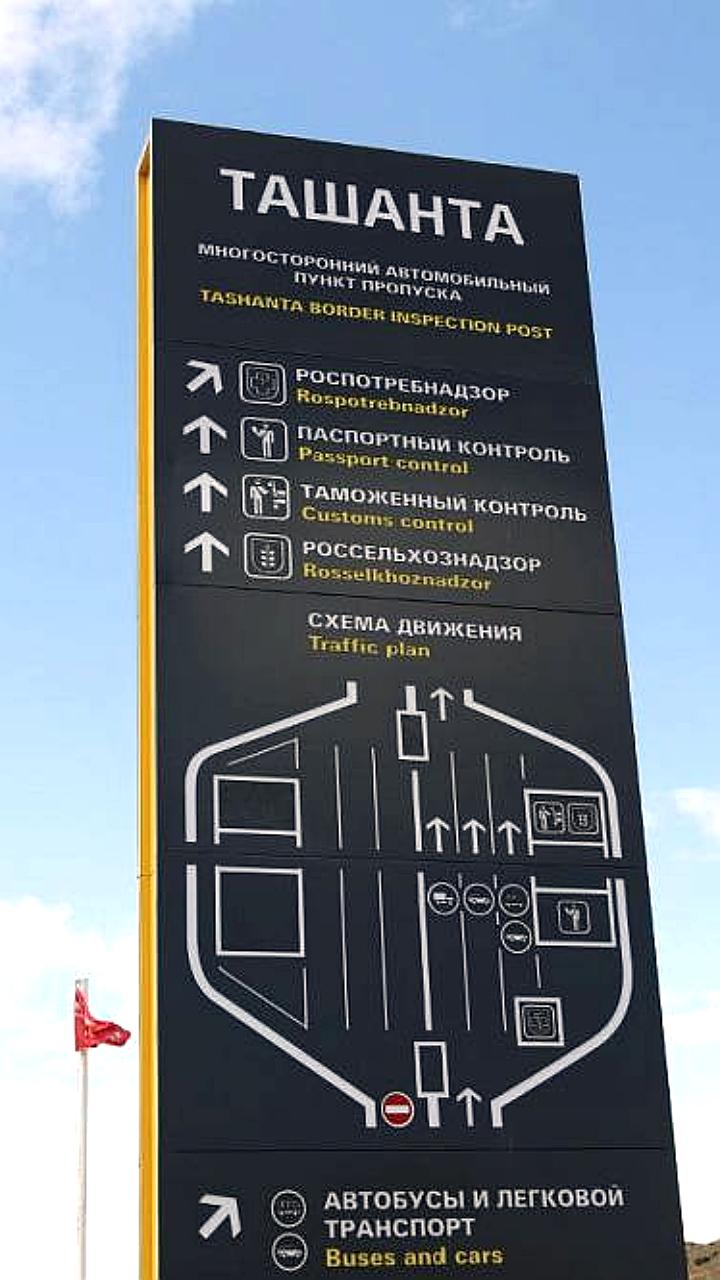 ТАШАНТА
МНОГОСТОРОННИЙ АВТОМОБИЛЬНЫЙ
ПУНКТ ПРОПУСКА
TASHANTA BORDER INSPECTION POST
РОСПОТРЕБНАДЗОР
Rospotrebnadzor
ПАСПОРТНЫЙ КОНТРОЛЬ
Passport control
ТАМОЖЕННЫЙ КОНТРОЛЬ
Customs control
РОССЕЛЬХОЗНАДЗОР
Rosselkhoznadzor
СХЕМА ДВИЖЕНИЯ
Traffic plan
АВТОБУСЫ И ЛЕГКОВОЙ
ТРАНСПОРТ
Buses and cars